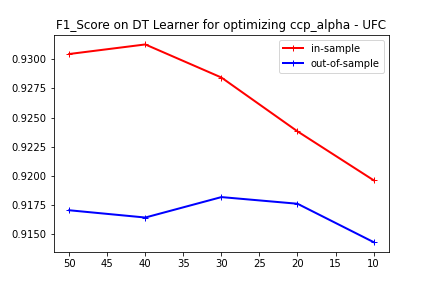 F1_Score on DT Learner for optimizing ccp_alpha - UFC
in-sample
out-of-sample
0.9300
0.9275
0.9250
0.9225
0.9200
0.9175
0.9150
50 45 40 35 30 25 20 15 10